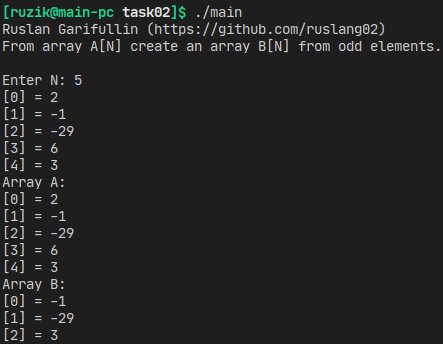 [ruzik@main-pc task02]$ ./main
Ruslan Garifullin (https://github.com/ruslang02)
From array A[N] create an array B[N] from odd elements.
Enter N: 5
[0] = 2
[1] = -1
[2] = -29
[3] = 6
[4] = 3
Array A:
[0] = 2
[1] = -1
[2] = -29
[3] = 6
[4] = 3
Array B:
[0] = -1
[1] = -29
[2] = 3